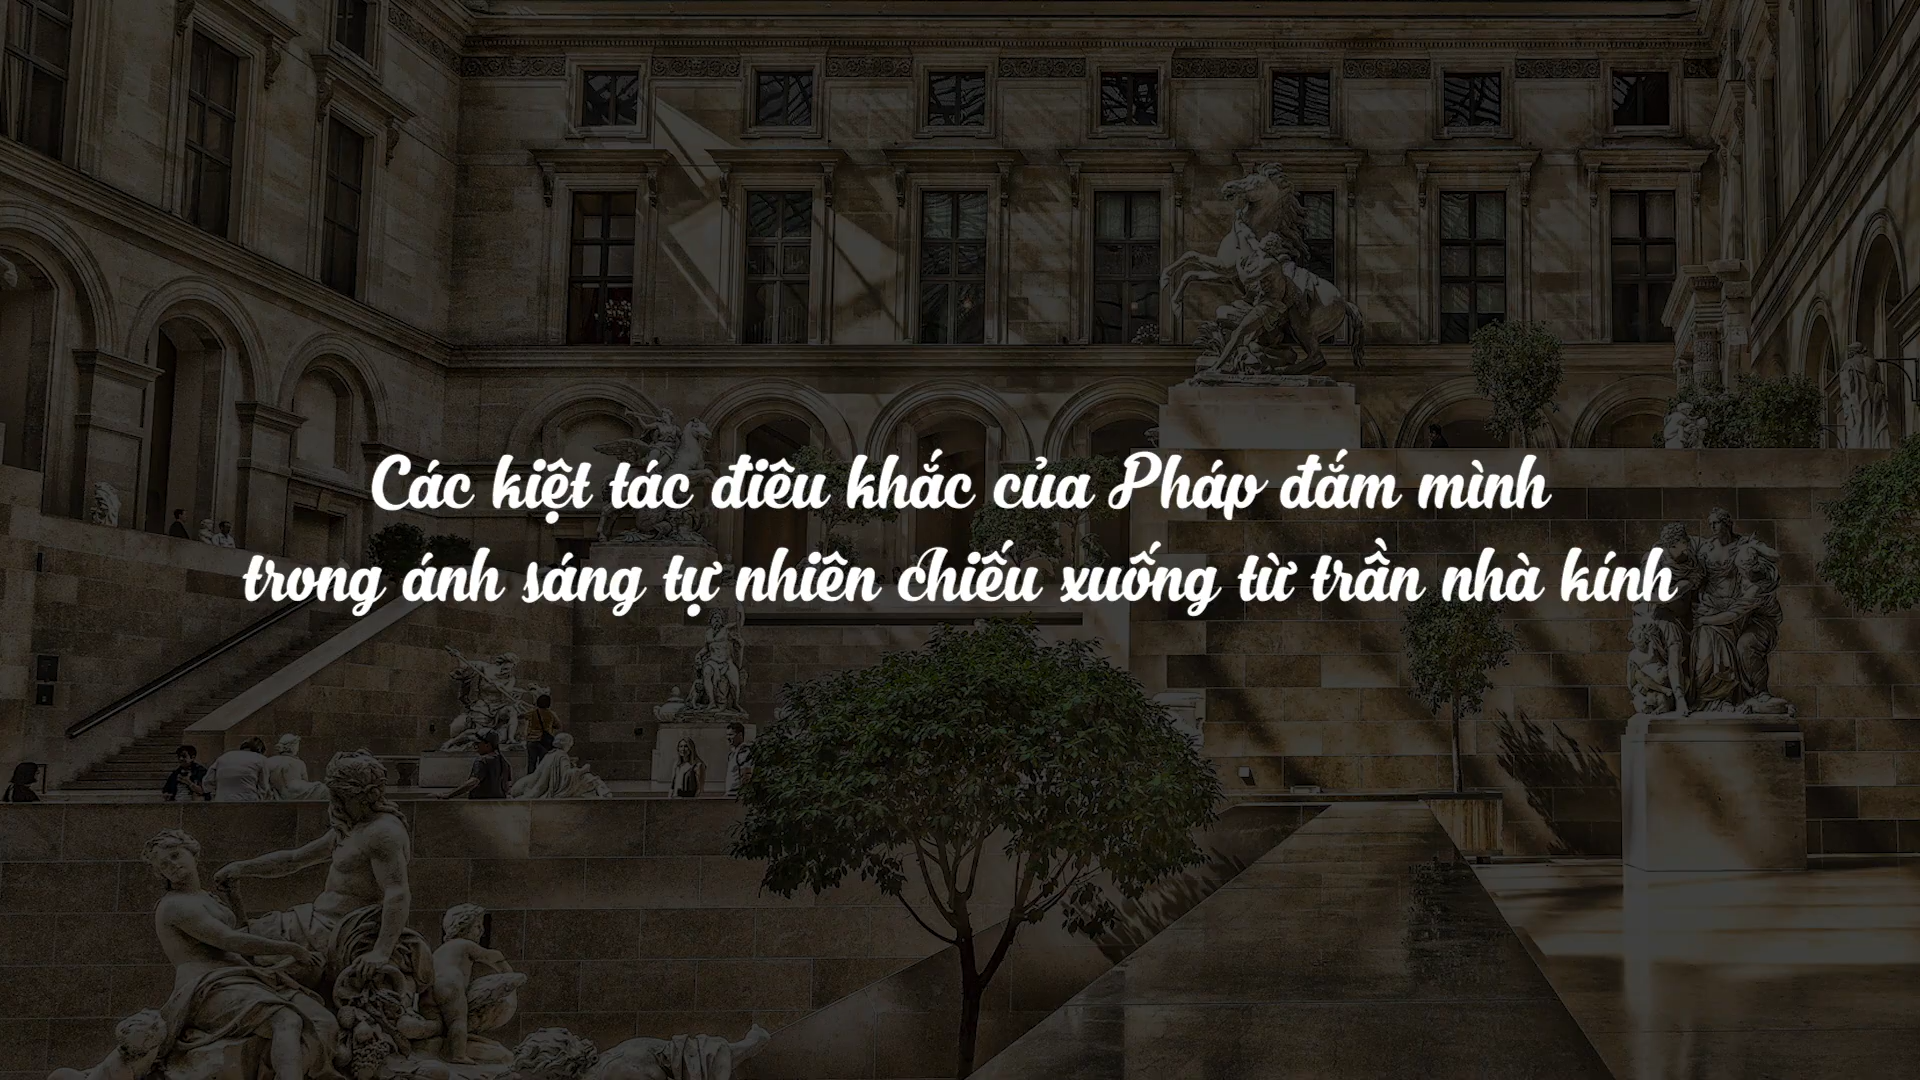 Các kiệt tác điêu khắc của Pháp đắm mình
trong ánh sáng tự nhiên chiếu xuống từ trần nhà kính